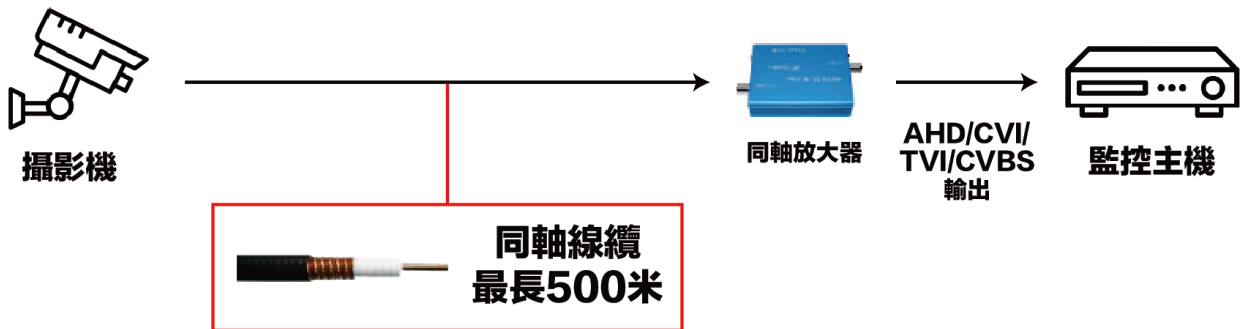 攝影機
同軸放大器
AHD/CVI/
TVI/CVBS
輸出
監控主機
同軸線纜
最長500米